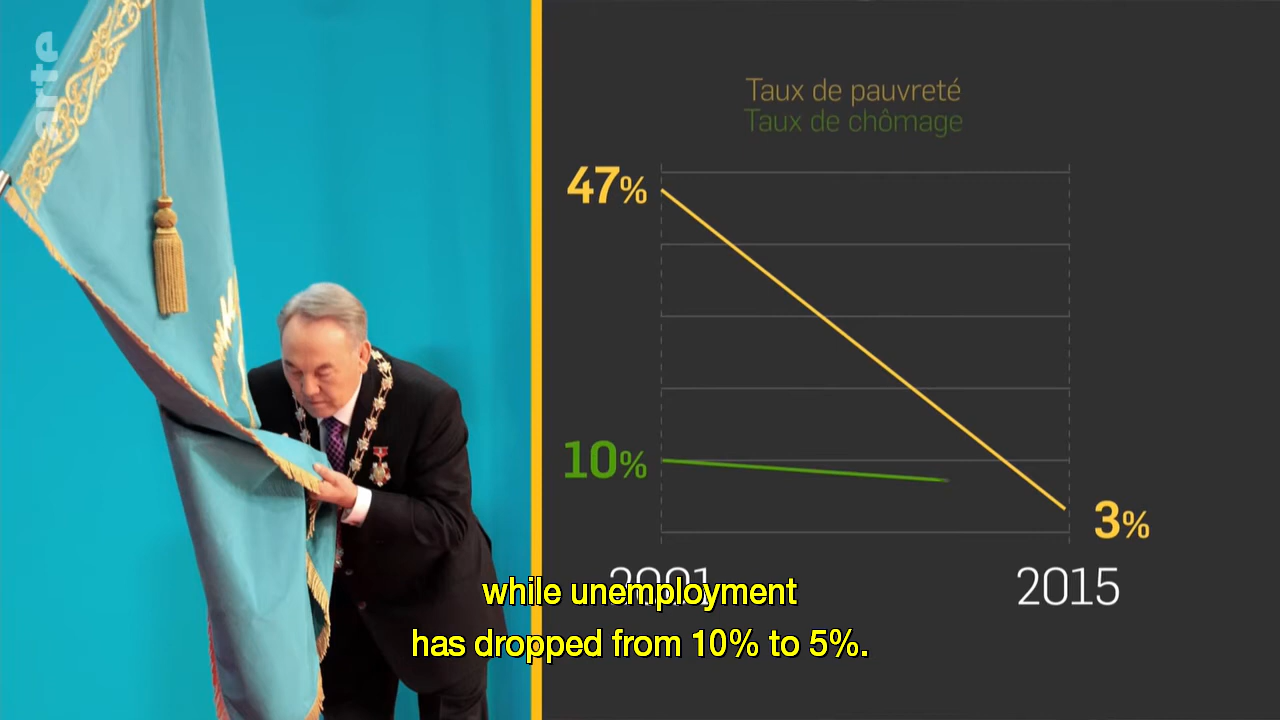 arte
Taux de pauvreté
Taux de chômage
47%
10%
3%
2001
2015
while unemployment
has dropped from 10% to 5%.